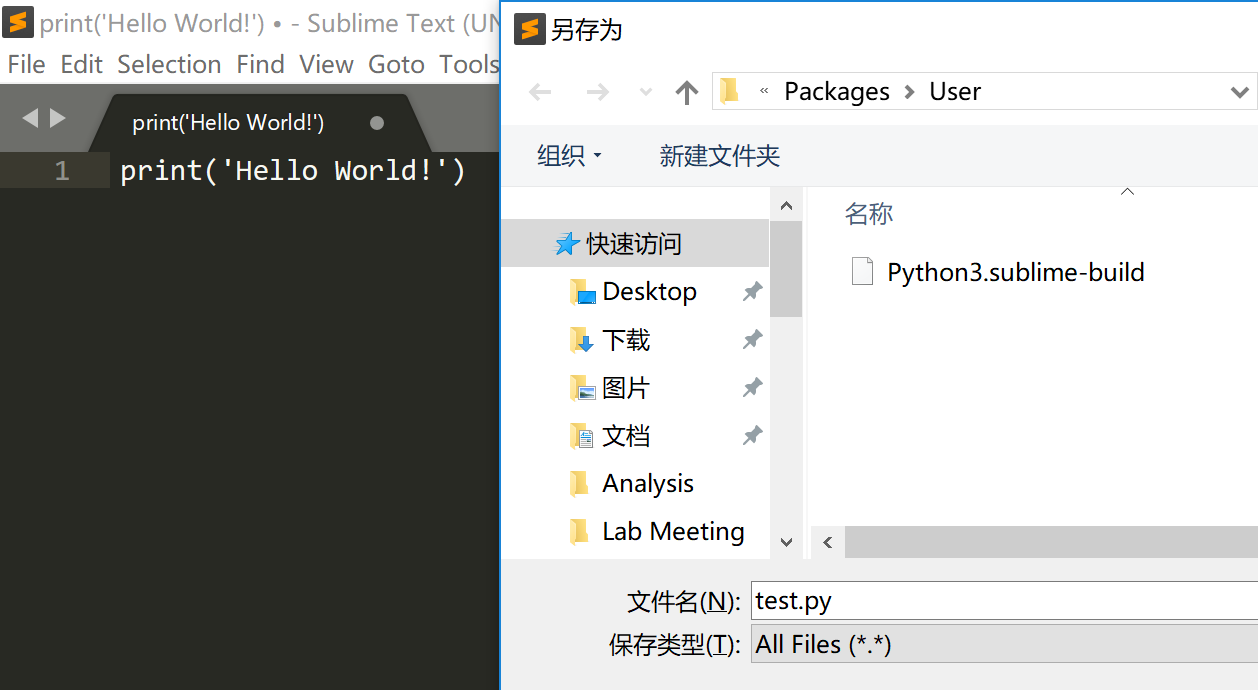 print('Hello World!') • - Sublime Text (UN
File Edit Selection Find View Goto Tools
print('Hello World!')
1 print('Hello World!')
另存为
« Packages > User
组织 新建文件夹
名称
Python3.sublime-build
快速访问
Desktop
下载
图片
文档
Analysis
Lab Meeting
文件名(N): test.py
保存类型(T): All Files (*.*)